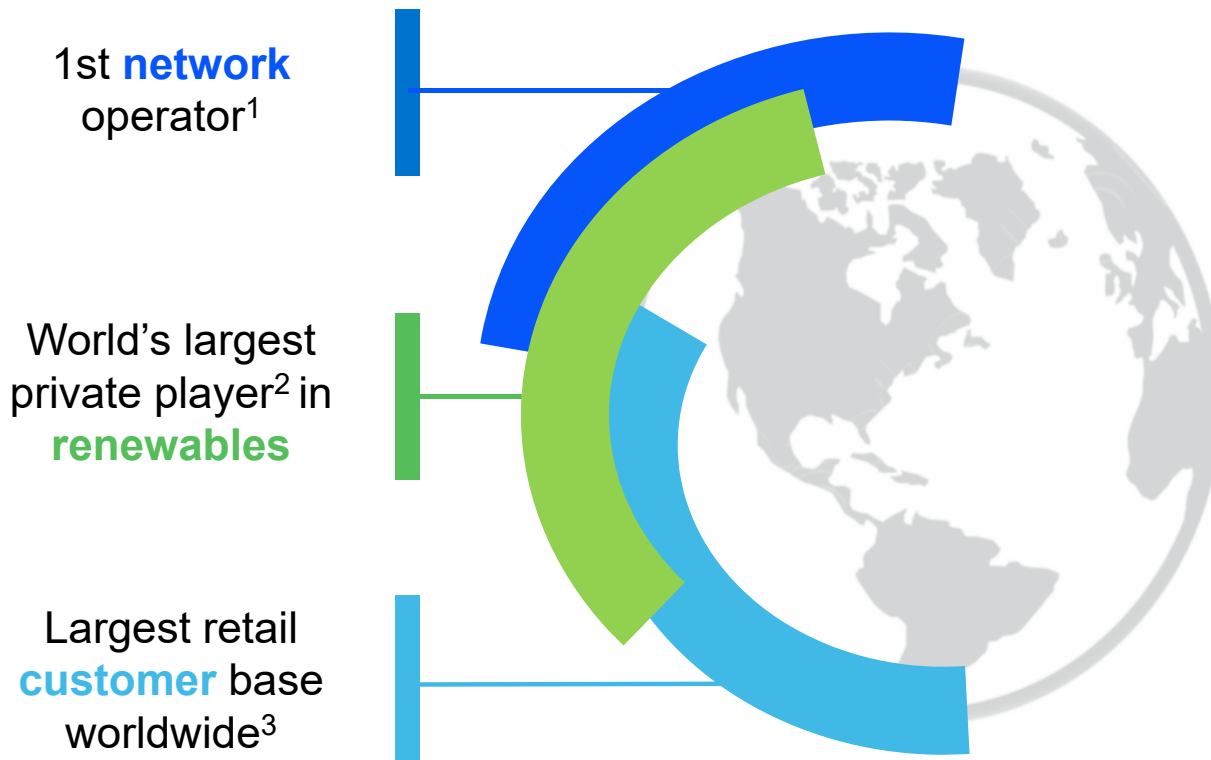 1st network
operator¹
World’s largest
private player² in
renewables
Largest retail
customer base
worldwide³